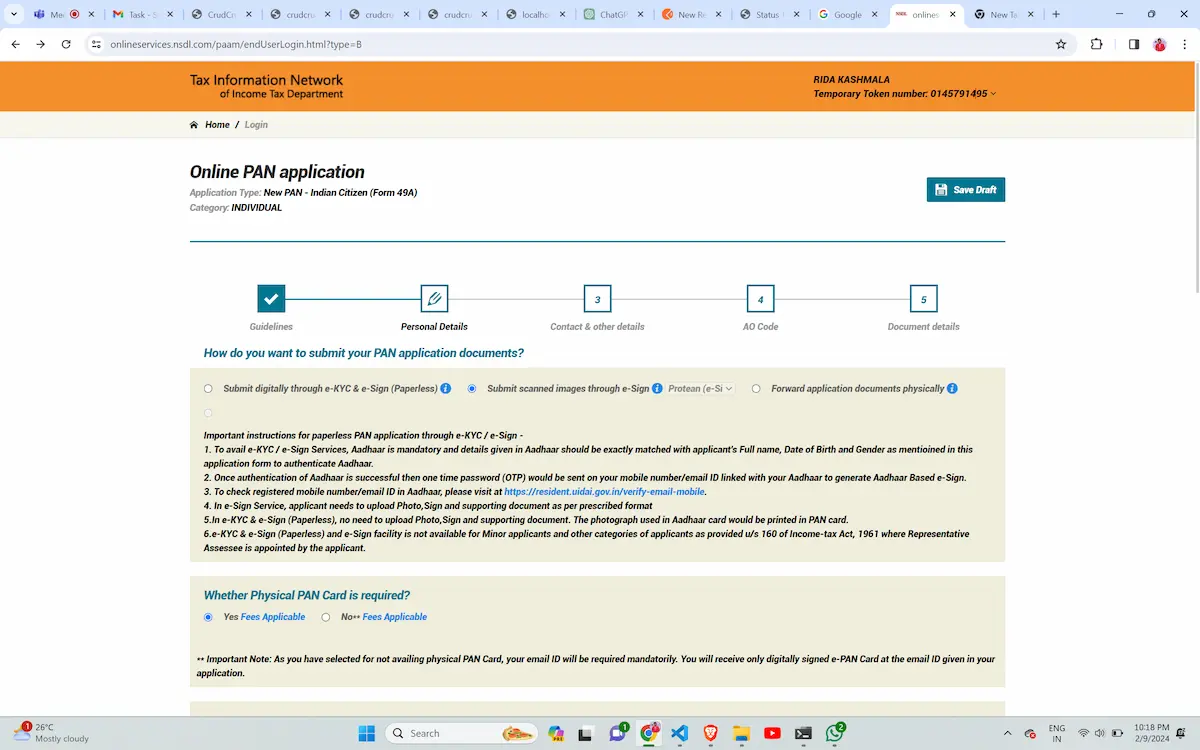 Mee
Task - S
CrudCri
crudcru
crudcru
crudcru
localho
ChatGP
New Re
Status
Google
onlines
New Ta
onlineservices.nsdl.com/paam/endUserLogin.html?type=B
Tax Information Network
of Income Tax Department
RIDA KASHMALA
Temporary Token number: 0145791495
Home / Login
Online PAN application
Application Type: New PAN - Indian Citizen (Form 49A)
Category: INDIVIDUAL
Save Draft
3
4
5
Guidelines
Personal Details
Contact & other details
AO Code
Document details
How do you want to submit your PAN application documents?
Submit digitally through e-KYC & e-Sign (Paperless)
Submit scanned images through e-Sign
Protean (e-Si
Forward application documents physically
Important instructions for paperless PAN application through e-KYC / e-Sign -
1. To avail e-KYC / e-Sign Services, Aadhaar is mandatory and details given in Aadhaar should be exactly matched with applicant's Full name, Date of Birth and Gender as mentioined in this
application form to authenticate Aadhaar.
2. Once authentication of Aadhaar is successful then one time password (OTP) would be sent on your mobile number/email ID linked with your Aadhaar to generate Aadhaar Based e-Sign.
3. To check registered mobile number/email ID in Aadhaar, please visit at https://resident.uidai.gov.in/verify-email-mobile.
4. In e-Sign Service, applicant needs to upload Photo,Sign and supporting document as per prescribed format
5.In e-KYC & e-Sign (Paperless), no need to upload Photo,Sign and supporting document. The photograph used in Aadhaar card would be printed in PAN card.
6.e-KYC & e-Sign (Paperless) and e-Sign facility is not available for Minor applicants and other categories of applicants as provided u/s 160 of Income-tax Act, 1961 where Representative
Assessee is appointed by the applicant.
Whether Physical PAN Card is required?
Yes Fees Applicable
No** Fees Applicable
** Important Note: As you have selected for not availing physical PAN Card, your email ID will be required mandatorily. You will receive only digitally signed e-PAN Card at the email ID given in your
application.
1
26°C
Mostly cloudy
Search
1
2
ENG
IN
10:18 PM
2/9/2024